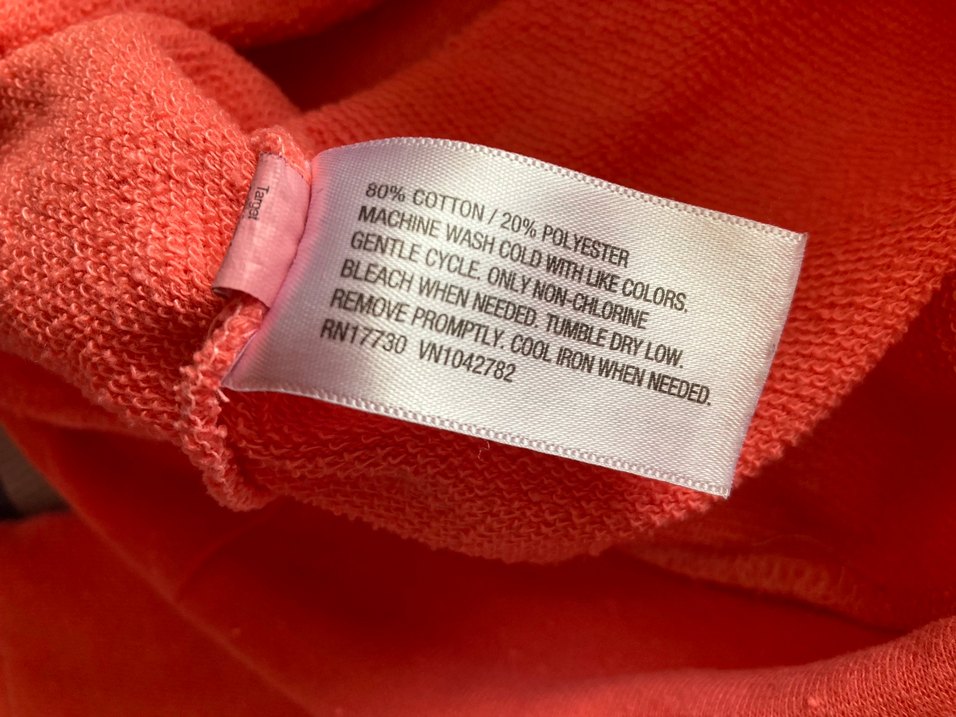 Target
80% COTTON / 20% POLYESTER
MACHINE WASH COLD WITH LIKE COLORS.
GENTLE CYCLE. ONLY NON-CHLORINE
BLEACH WHEN NEEDED. TUMBLE DRY LOW.
REMOVE PROMPTLY. COOL IRON WHEN NEEDED.
RN17730 VN1042782